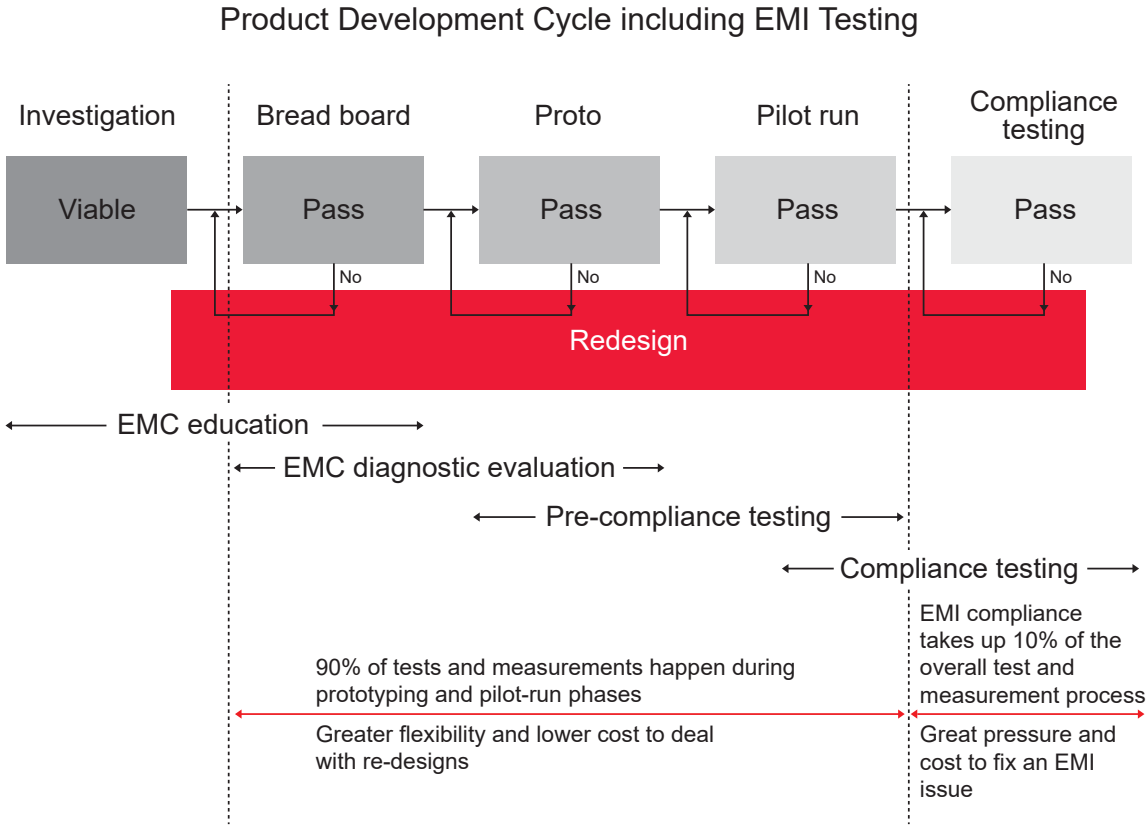 Product Development Cycle including EMI Testing
Investigation
Bread board
Proto
Pilot run
Compliance
testing
Viable
Pass
Pass
Pass
Pass
No
No
No
No
Redesign
EMC education
EMC diagnostic evaluation
Pre-compliance testing
Compliance testing
90% of tests and measurements happen during
prototyping and pilot-run phases
Greater flexibility and lower cost to deal
with re-designs
EMI compliance
takes up 10% of the
overall test and
measurement process
Great pressure and
cost to fix an EMI
issue